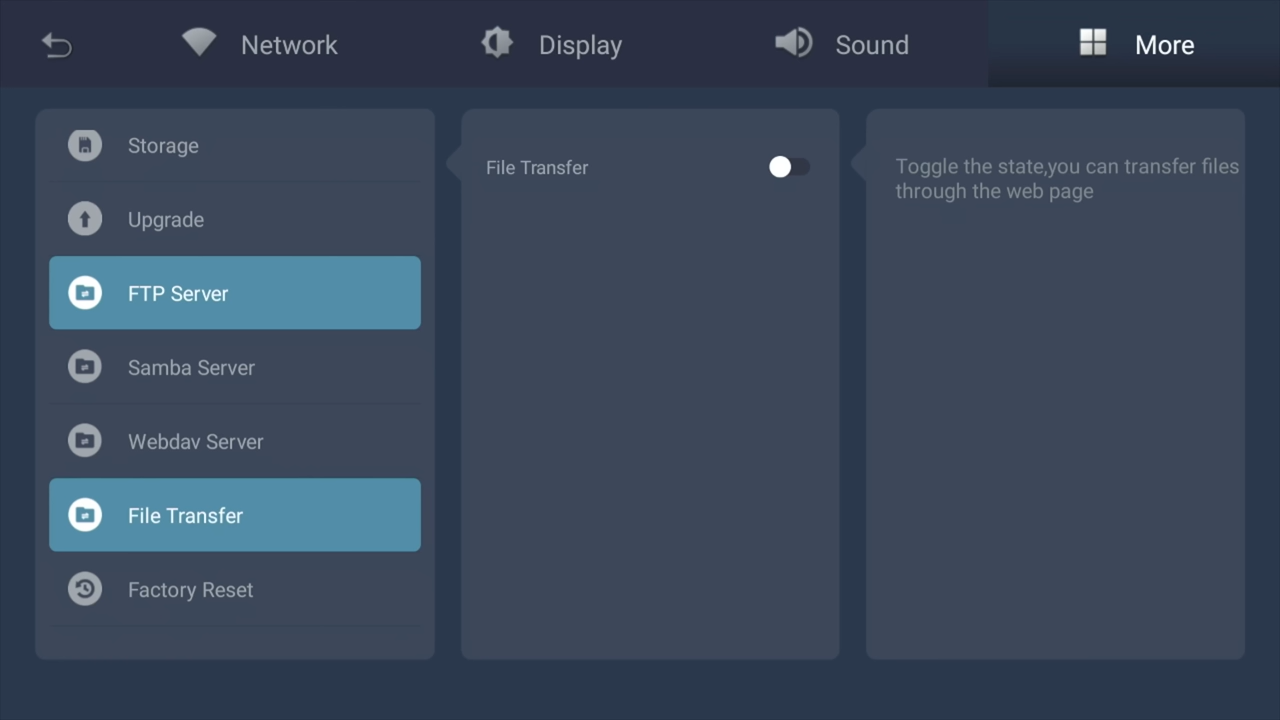 Network
Display
Sound
More
Storage
Upgrade
FTP Server
Samba Server
Webdav Server
File Transfer
Factory Reset
File Transfer
Toggle the state,you can transfer files
through the web page